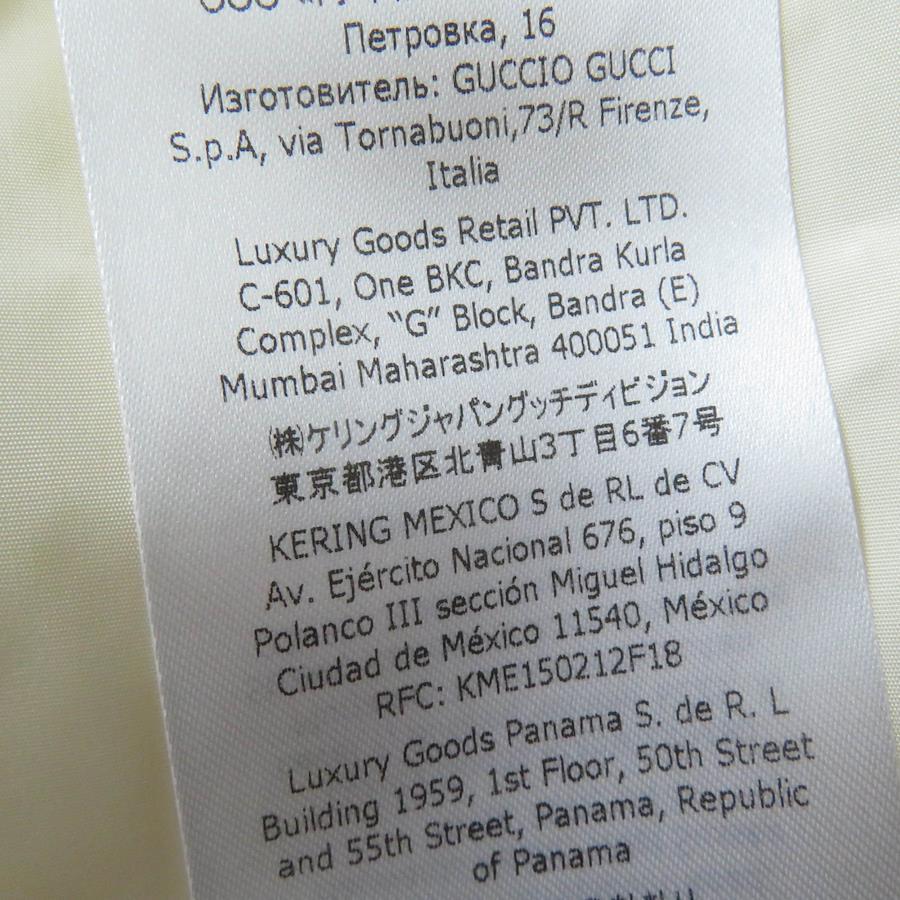 Петровка, 16
Изготовитель: GUCCIO GUCCI
S.p.A, via Tornabuoni,73/R Firenze,
Italia
Luxury Goods Retail PVT. LTD.
C-601, One BKC, Bandra Kurla
Complex, “G” Block, Bandra (E)
Mumbai Maharashtra 400051 India
㈱ケリングジャパングッチディビジョン
東京都港区北青山3丁目6番7号
KERING MEXICO S de RL de CV
Av. Ejército Nacional 676, piso 9
Polanco III sección Miguel Hidalgo
Ciudad de México 11540, México
RFC: KME150212F18
Luxury Goods Panama S. de R. L
Building 1959, 1st Floor, 50th Street
and 55th Street, Panama, Republic
of Panama